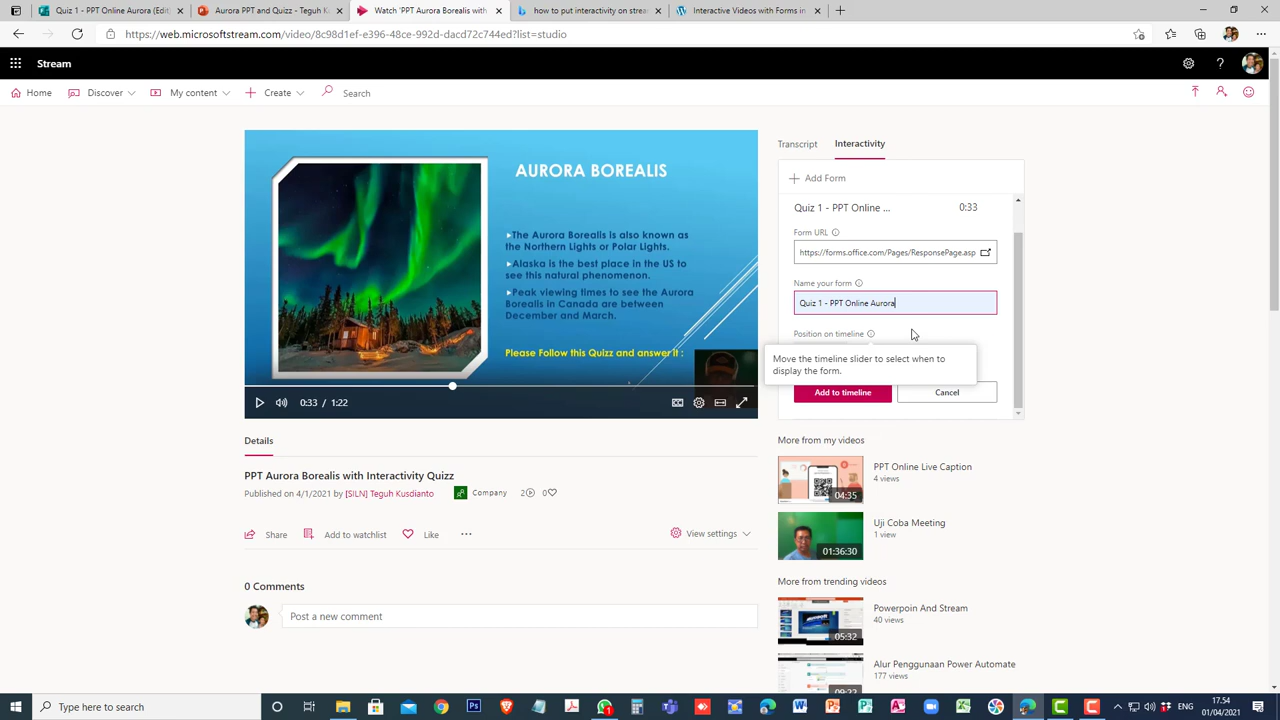 Quiz 1 - PPT Online Aurora (Edit)
Aurora PPT and Quizz - Teguh K
Watch 'PPT Aurora Borealis with
how to put interactivity on stream
Interactive Videos with Forms in
https://web.microsoftstream.com/video/8c98d1ef-e396-48ce-992d-dacd72c744ed?list=studio
Stream
Home
Discover
My content
Create
Search
AURORA BOREALIS
The Aurora Borealls is also known as
the Northern Lights or Polar Lights.
Alaska is the best place in the US to
see this natural phenomenon.
Peak viewing times to see the Aurora
Borealis in Canada are between
December and March.
Please Follow this Quizz and answer it :
0:33 / 1:22
Transcript
Interactivity
Add Form
Quiz 1 - PPT Online ...
0:33
Form URL
https://forms.office.com/Pages/ResponsePage.asp
Name your form
Quiz 1 - PPT Online Aurora
Position on timeline
Move the timeline slider to select when to
display the form.
Add to timeline
Cancel
Details
PPT Aurora Borealis with Interactivity Quizz
Published on 4/1/2021 by [SILN] Teguh Kusdianto
Company
2
0
Share
Add to watchlist
Like
View settings
0 Comments
Post a new comment
More from my videos
PPT Online Live Caption
4 views
04:35
Uji Coba Meeting
1 view
01:36:30
More from trending videos
Powerpoin And Stream
40 views
05:32
Alur Penggunaan Power Automate
177 views
09:22
Type here to search
ENG
17.54
01/04/2021